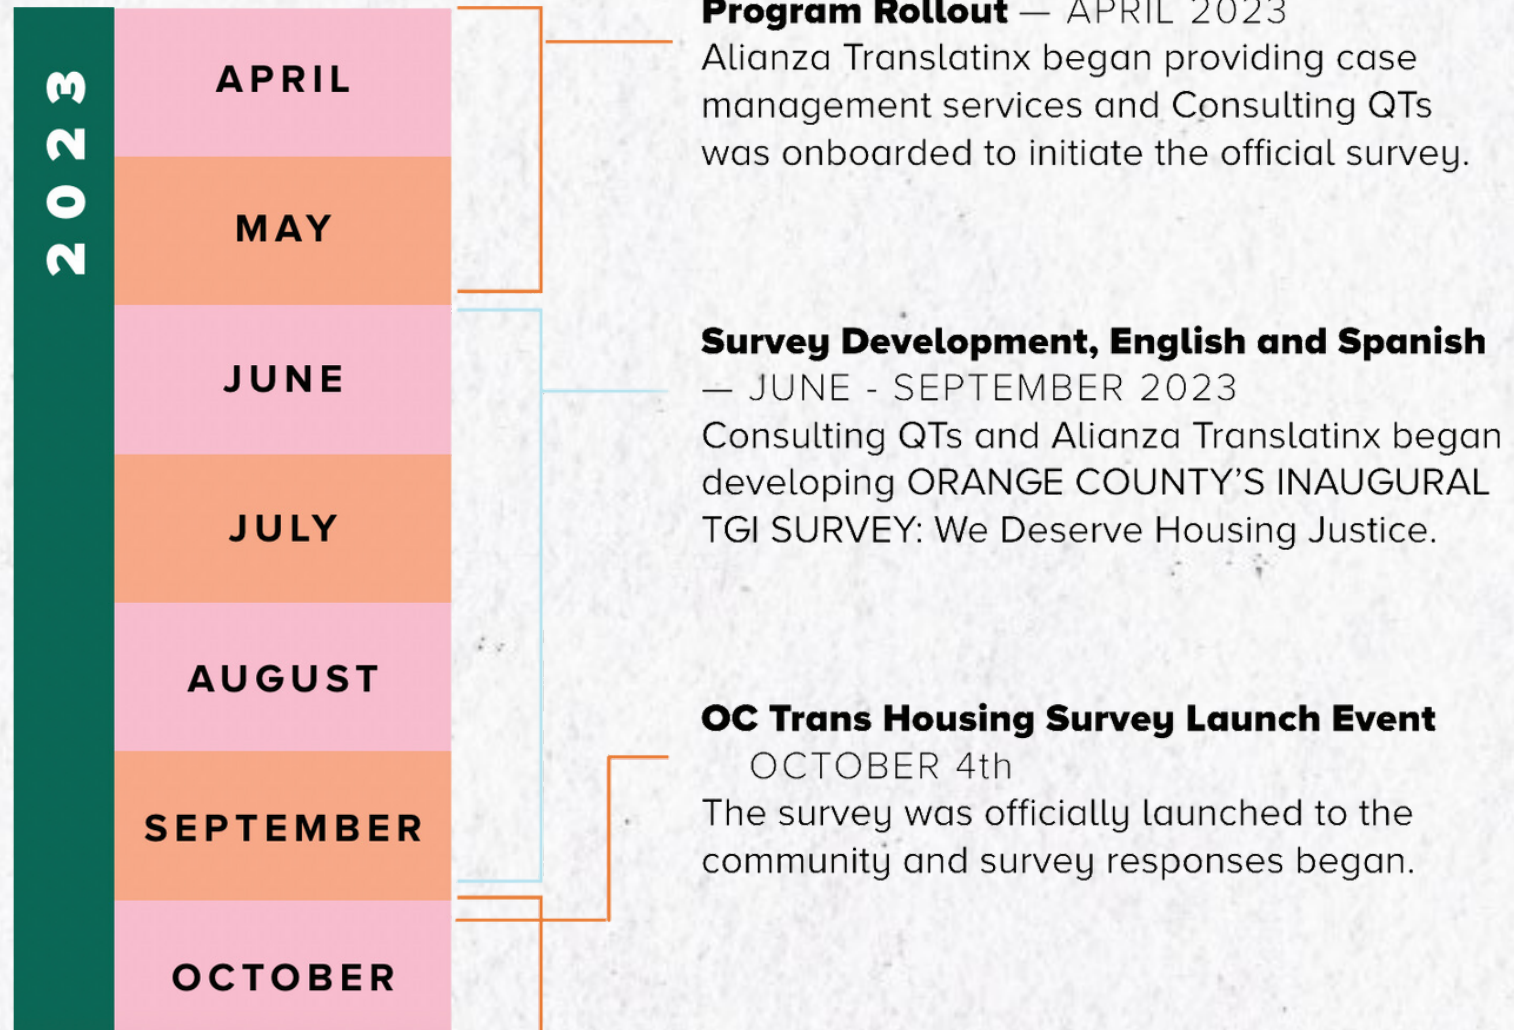 2023
APRIL
MAY
JUNE
JULY
AUGUST
SEPTEMBER
OCTOBER
Program Rollout — APRIL 2023
Alianza Translatinx began providing case
management services and Consulting QTs
was onboarded to initiate the official survey.
Survey Development, English and Spanish
— JUNE - SEPTEMBER 2023
Consulting QTs and Alianza Translatinx began
developing ORANGE COUNTY’S INAUGURAL
TGI SURVEY: We Deserve Housing Justice.
OC Trans Housing Survey Launch Event
OCTOBER 4th
The survey was officially launched to the
community and survey responses began.